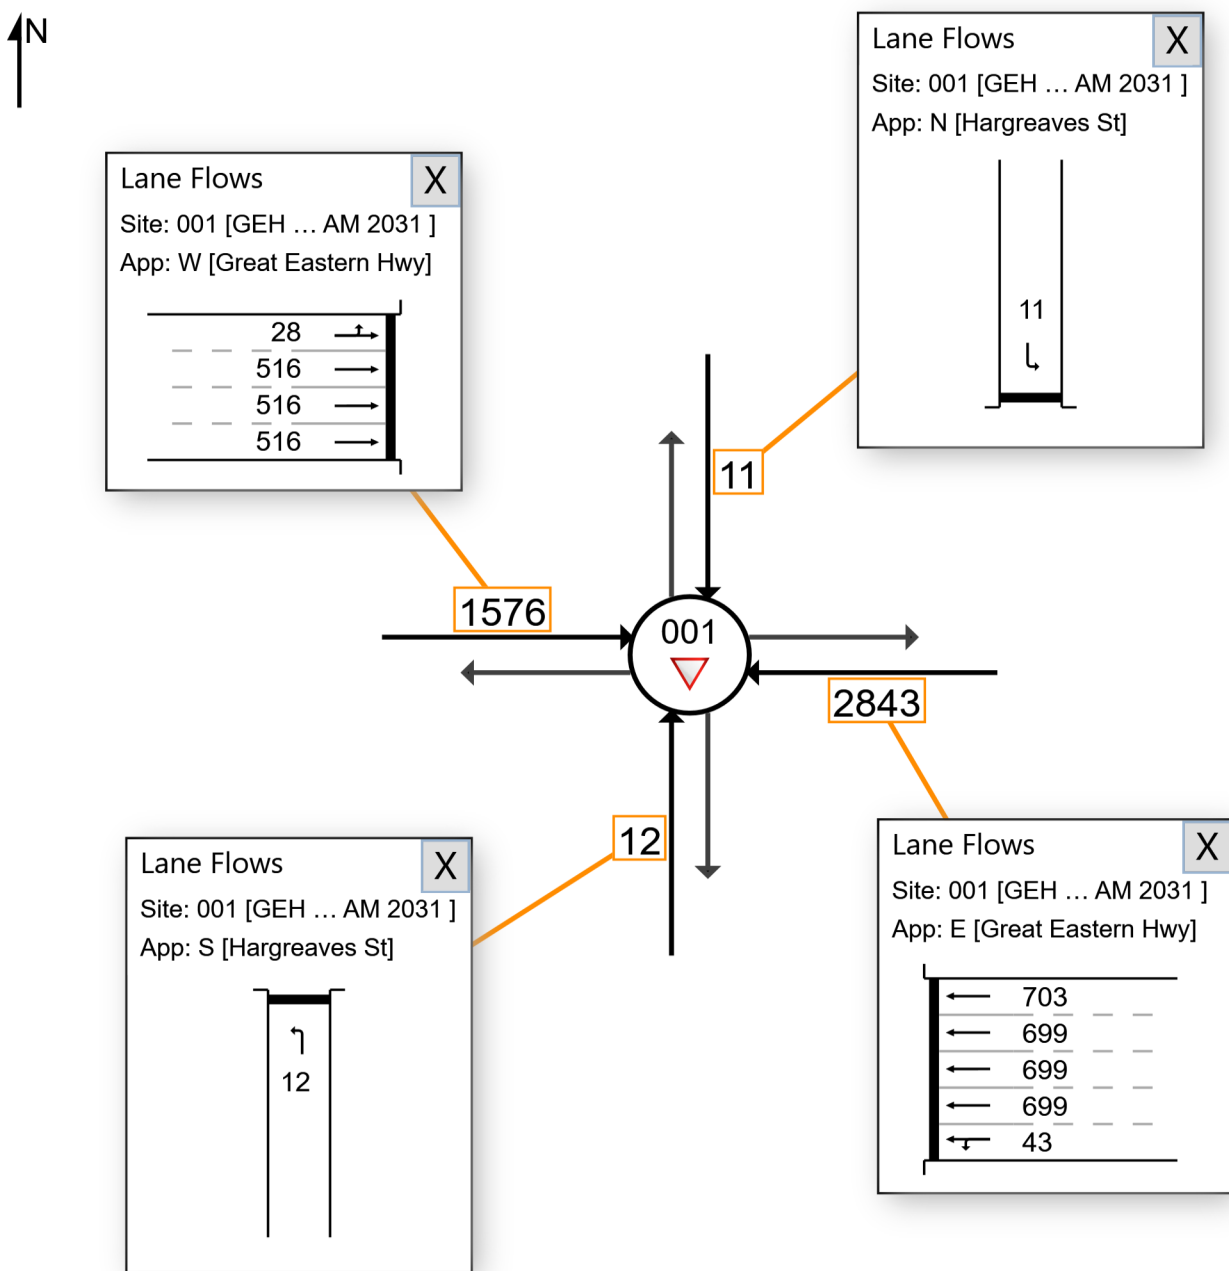 N
Lane Flows X
Site: 001 [GEH ... AM 2031 ]
App: N [Hargreaves St]
11
Lane Flows X
Site: 001 [GEH ... AM 2031 ]
App: W [Great Eastern Hwy]
28
516
516
516
11
1576
001
2843
12
Lane Flows X
Site: 001 [GEH ... AM 2031 ]
App: S [Hargreaves St]
12
Lane Flows X
Site: 001 [GEH ... AM 2031 ]
App: E [Great Eastern Hwy]
703
699
699
699
43